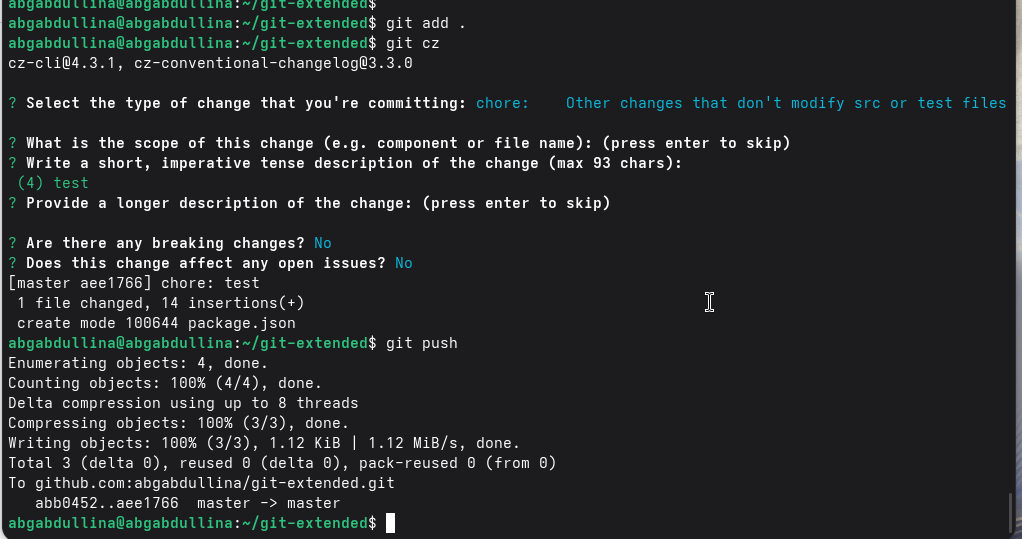 abgabdullina@abgabdullina:~/git-extended$
abgabdullina@abgabdullina:~/git-extended$ git add .
abgabdullina@abgabdullina:~/git-extended$ git cz
cz-cli@4.3.1, cz-conventional-changelog@3.3.0
? Select the type of change that you're committing: chore:    Other changes that don't modify src or test files
? What is the scope of this change (e.g. component or file name): (press enter to skip)
? Write a short, imperative tense description of the change (max 93 chars):
(4) test
? Provide a longer description of the change: (press enter to skip)
? Are there any breaking changes? No
? Does this change affect any open issues? No
[master aee1766] chore: test
1 file changed, 14 insertions(+)
create mode 100644 package.json
abgabdullina@abgabdullina:~/git-extended$ git push
Enumerating objects: 4, done.
Counting objects: 100% (4/4), done.
Delta compression using up to 8 threads
Compressing objects: 100% (3/3), done.
Writing objects: 100% (3/3), 1.12 KiB | 1.12 MiB/s, done.
Total 3 (delta 0), reused 0 (delta 0), pack-reused 0 (from 0)
To github.com:abgabdullina/git-extended.git
abb0452..aee1766  master -> master
abgabdullina@abgabdullina:~/git-extended$